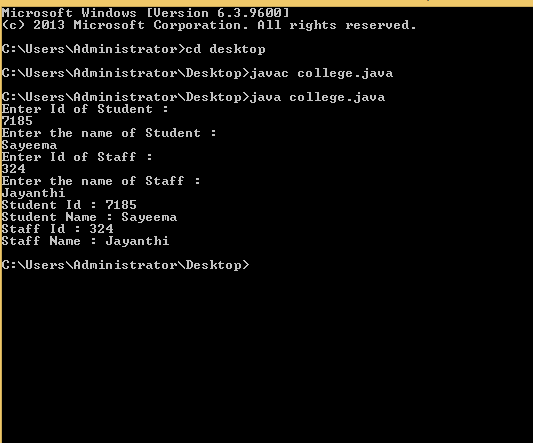 Microsoft Windows [Version 6.3.9600]
(c) 2013 Microsoft Corporation. All rights reserved.
C:\Users\Administrator>cd desktop
C:\Users\Administrator\Desktop>javac college.java
C:\Users\Administrator\Desktop>java college.java
Enter Id of Student :
7185
Enter the name of Student :
Sayeema
Enter Id of Staff :
324
Enter the name of Staff :
Jayanthi
Student Id : 7185
Student Name : Sayeema
Staff Id : 324
Staff Name : Jayanthi
C:\Users\Administrator\Desktop>